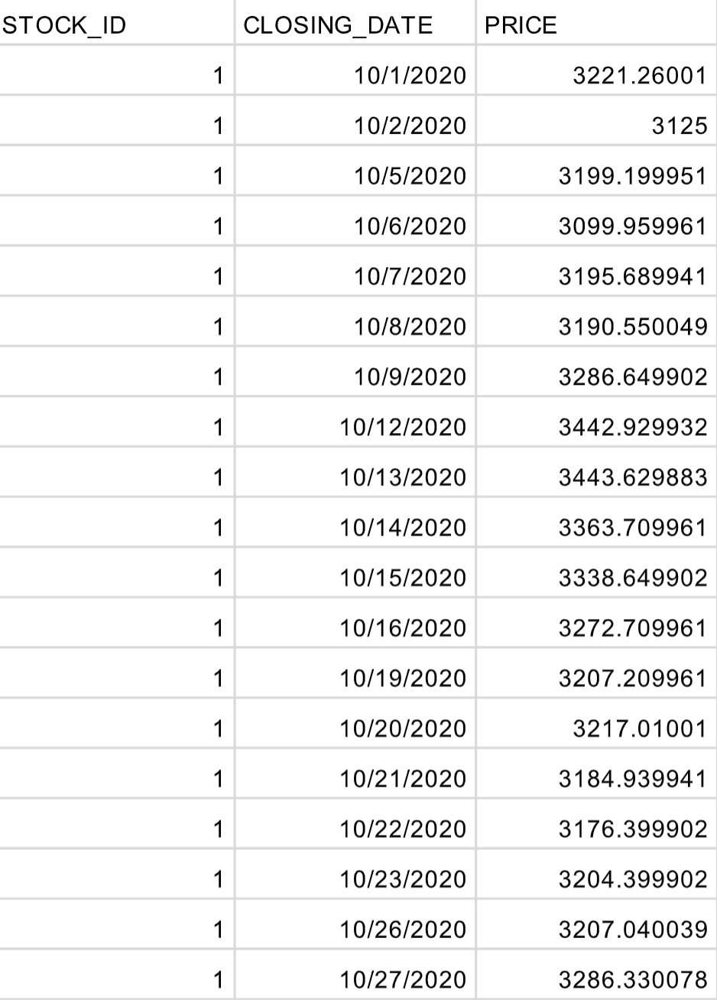 STOCK_ID CLOSING_DATE PRICE
1 10/1/2020 3221.26001
1 10/2/2020 3125
1 10/5/2020 3199.199951
1 10/6/2020 3099.959961
1 10/7/2020 3195.689941
1 10/8/2020 3190.550049
1 10/9/2020 3286.649902
1 10/12/2020 3442.929932
1 10/13/2020 3443.629883
1 10/14/2020 3363.709961
1 10/15/2020 3338.649902
1 10/16/2020 3272.709961
1 10/19/2020 3207.209961
1 10/20/2020 3217.01001
1 10/21/2020 3184.939941
1 10/22/2020 3176.399902
1 10/23/2020 3204.399902
1 10/26/2020 3207.040039
1 10/27/2020 3286.330078